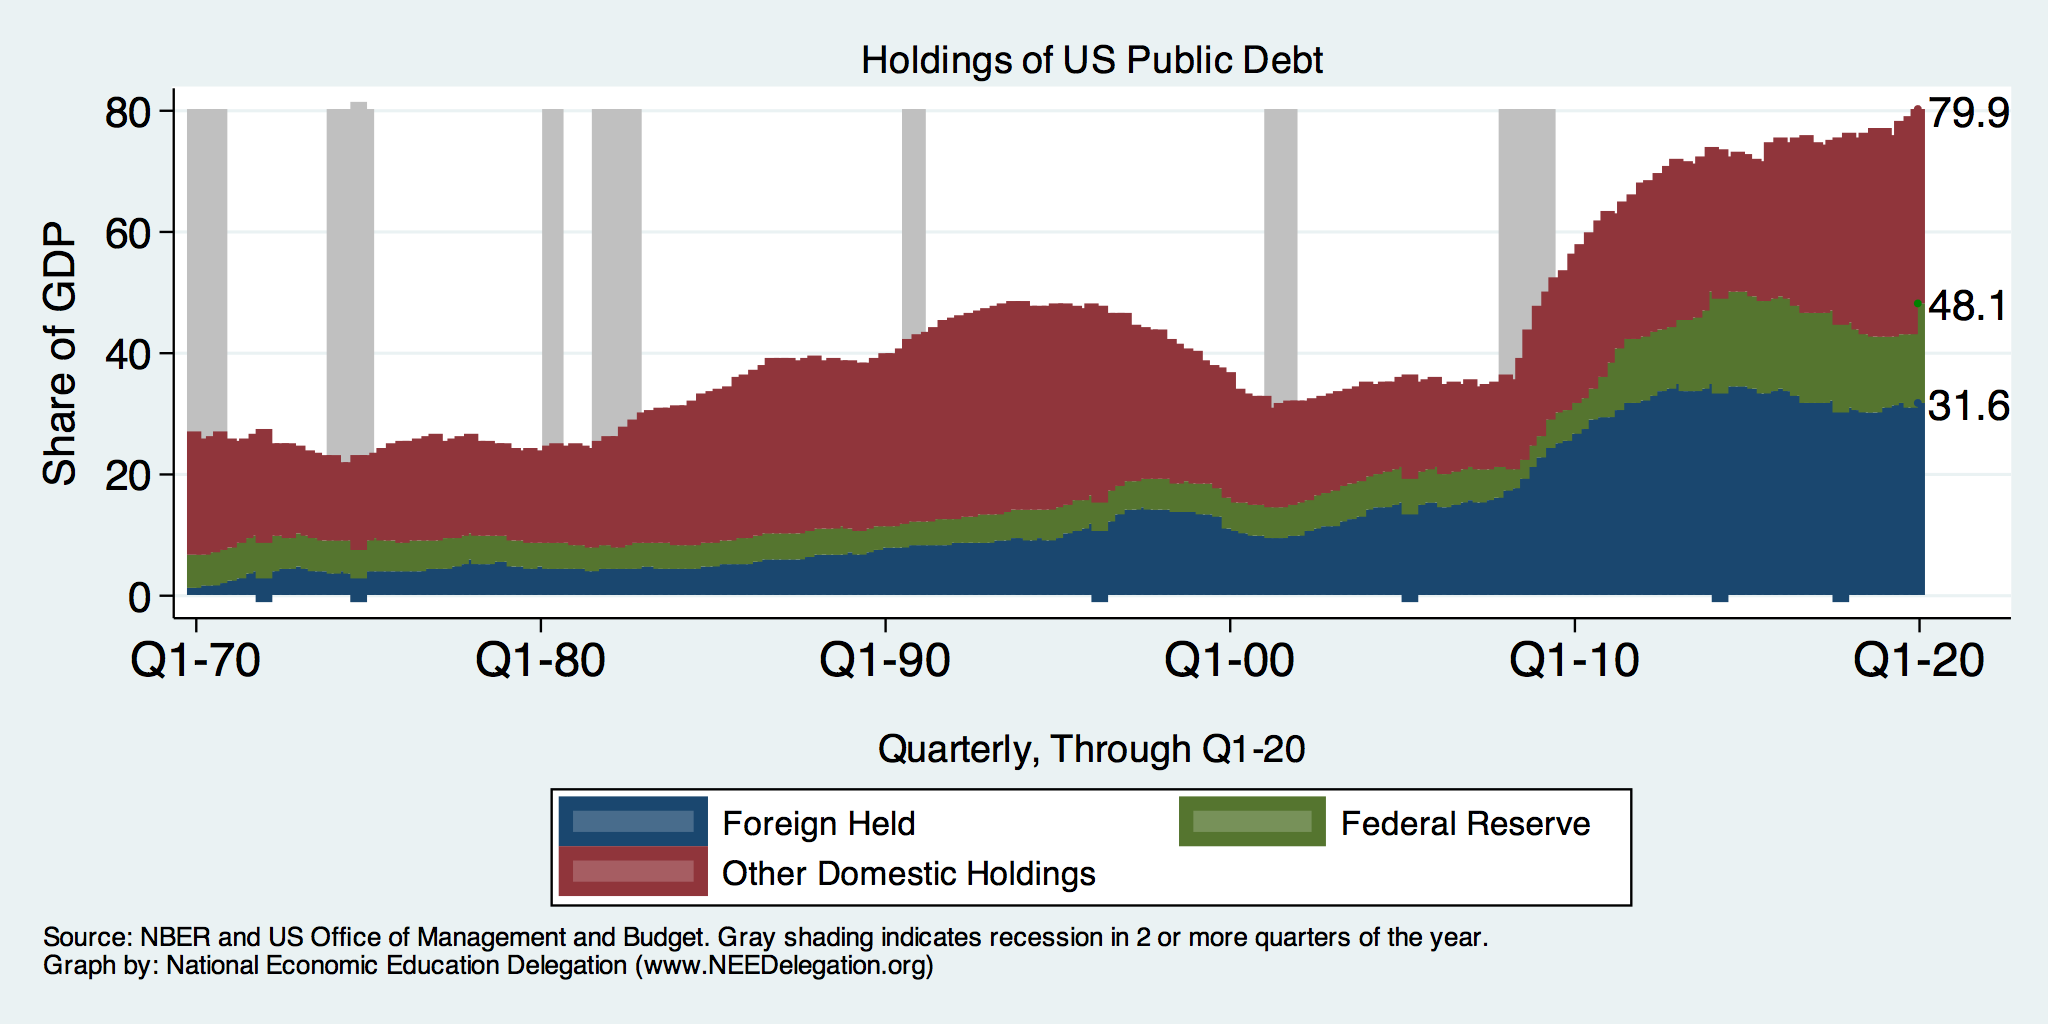 Holdings of US Public Debt
Share of GDP
80
60
40
20
0
79.9
48.1
31.6
Q1-70 Q1-80 Q1-90 Q1-00 Q1-10 Q1-20
Quarterly, Through Q1-20
Foreign Held Federal Reserve
Other Domestic Holdings
Source: NBER and US Office of Management and Budget. Gray shading indicates recession in 2 or more quarters of the year.
Graph by: National Economic Education Delegation (www.NEEDelegation.org)